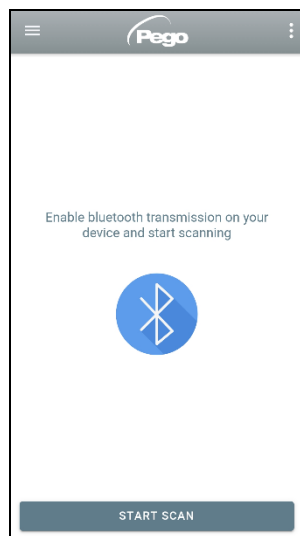 Pego
Enable bluetooth transmission on your
device and start scanning
START SCAN